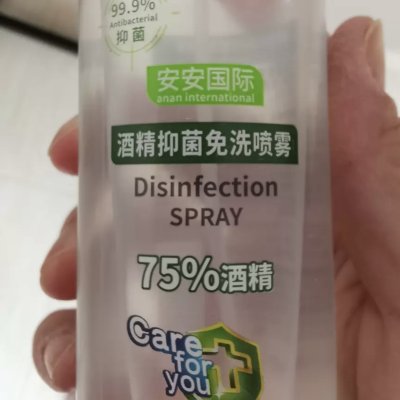 99.9%
Antibacterial
抑菌
安安国际
anan international
酒精抑菌免洗喷雾
Disinfection
SPRAY
75%酒精
Care
for
you